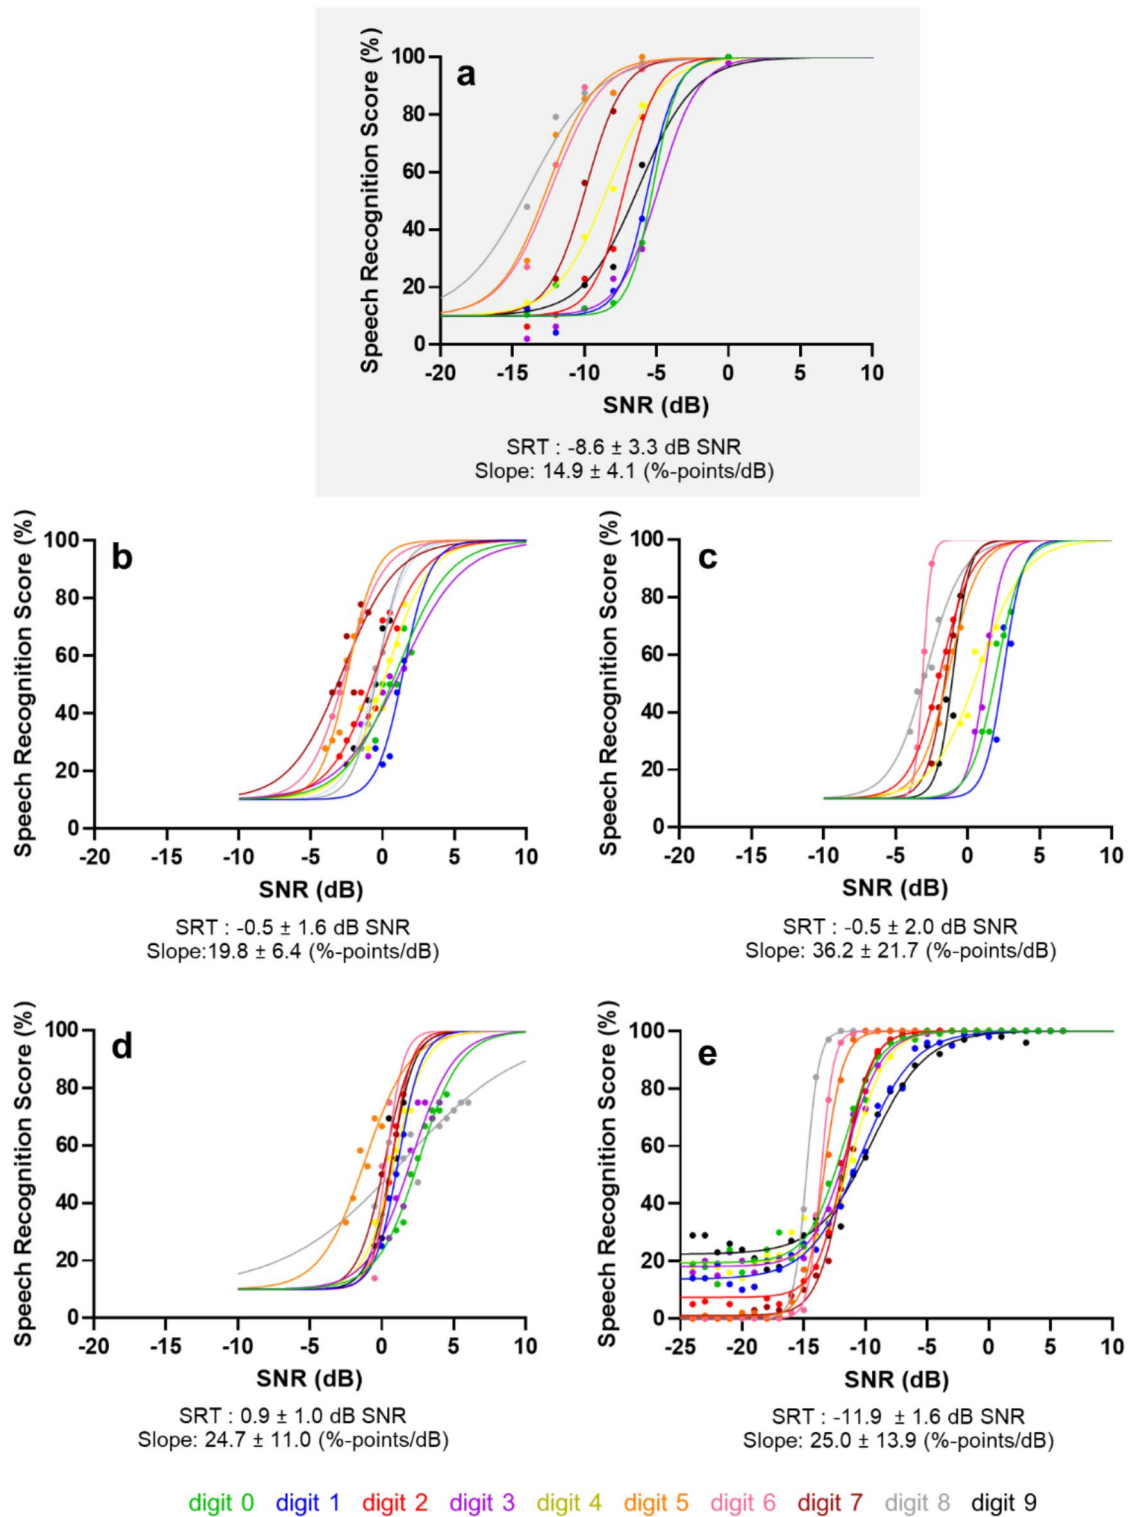 a
Speech Recognition Score (%)
100
80
60
40
20
0
-20 -15 -10 -5 0 5 10
SNR (dB)
SRT : -8.6 ± 3.3 dB SNR
Slope: 14.9 ± 4.1 (%-points/dB)
b
Speech Recognition Score (%)
100
80
60
40
20
0
-20 -15 -10 -5 0 5 10
SNR (dB)
SRT : -0.5 ± 1.6 dB SNR
Slope:19.8 ± 6.4 (%-points/dB)
c
Speech Recognition Score (%)
100
80
60
40
20
0
-20 -15 -10 -5 0 5 10
SNR (dB)
SRT : -0.5 ± 2.0 dB SNR
Slope: 36.2 ± 21.7 (%-points/dB)
d
Speech Recognition Score (%)
100
80
60
40
20
0
-20 -15 -10 -5 0 5 10
SNR (dB)
SRT : 0.9 ± 1.0 dB SNR
Slope: 24.7 ± 11.0 (%-points/dB)
e
Speech Recognition Score (%)
100
80
60
40
20
0
-25 -20 -15 -10 -5 0 5 10
SNR (dB)
SRT : -11.9 ± 1.6 dB SNR
Slope: 25.0 ± 13.9 (%-points/dB)
digit 0 digit 1 digit 2 digit 3 digit 4 digit 5 digit 6 digit 7 digit 8 digit 9